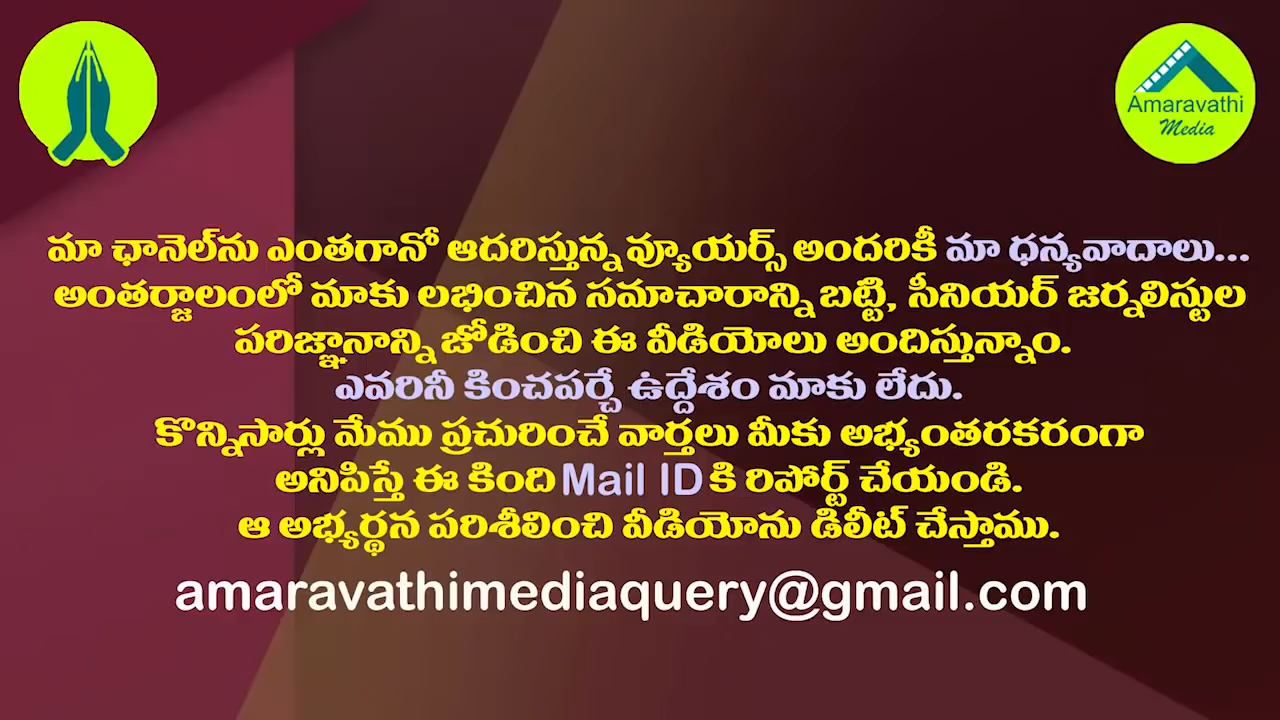 Amaravathi
Media
మా ఛానెల్‌ను ఎంతగానో ఆదరిస్తున్న వ్యూయర్స్ అందరికీ మా ధన్యవాదాలు...
అంతర్జాలంలో మాకు లభించిన సమాచారాన్ని బట్టి, సీనియర్ జర్నలిస్టుల
పరిజ్ఞానాన్ని జోడించి ఈ వీడియోలు అందిస్తున్నాం.
ఎవరినీ కించపర్చే ఉద్దేశం మాకు లేదు.
కొన్నిసార్లు మేము ప్రచురించే వార్తలు మీకు అభ్యంతరకరంగా
అనిపిస్తే ఈ కింది Mail ID కి రిపోర్ట్ చేయండి.
ఆ అభ్యర్థన పరిశీలించి వీడియోను డిలీట్ చేస్తాము.
amaravathimediaquery@gmail.com